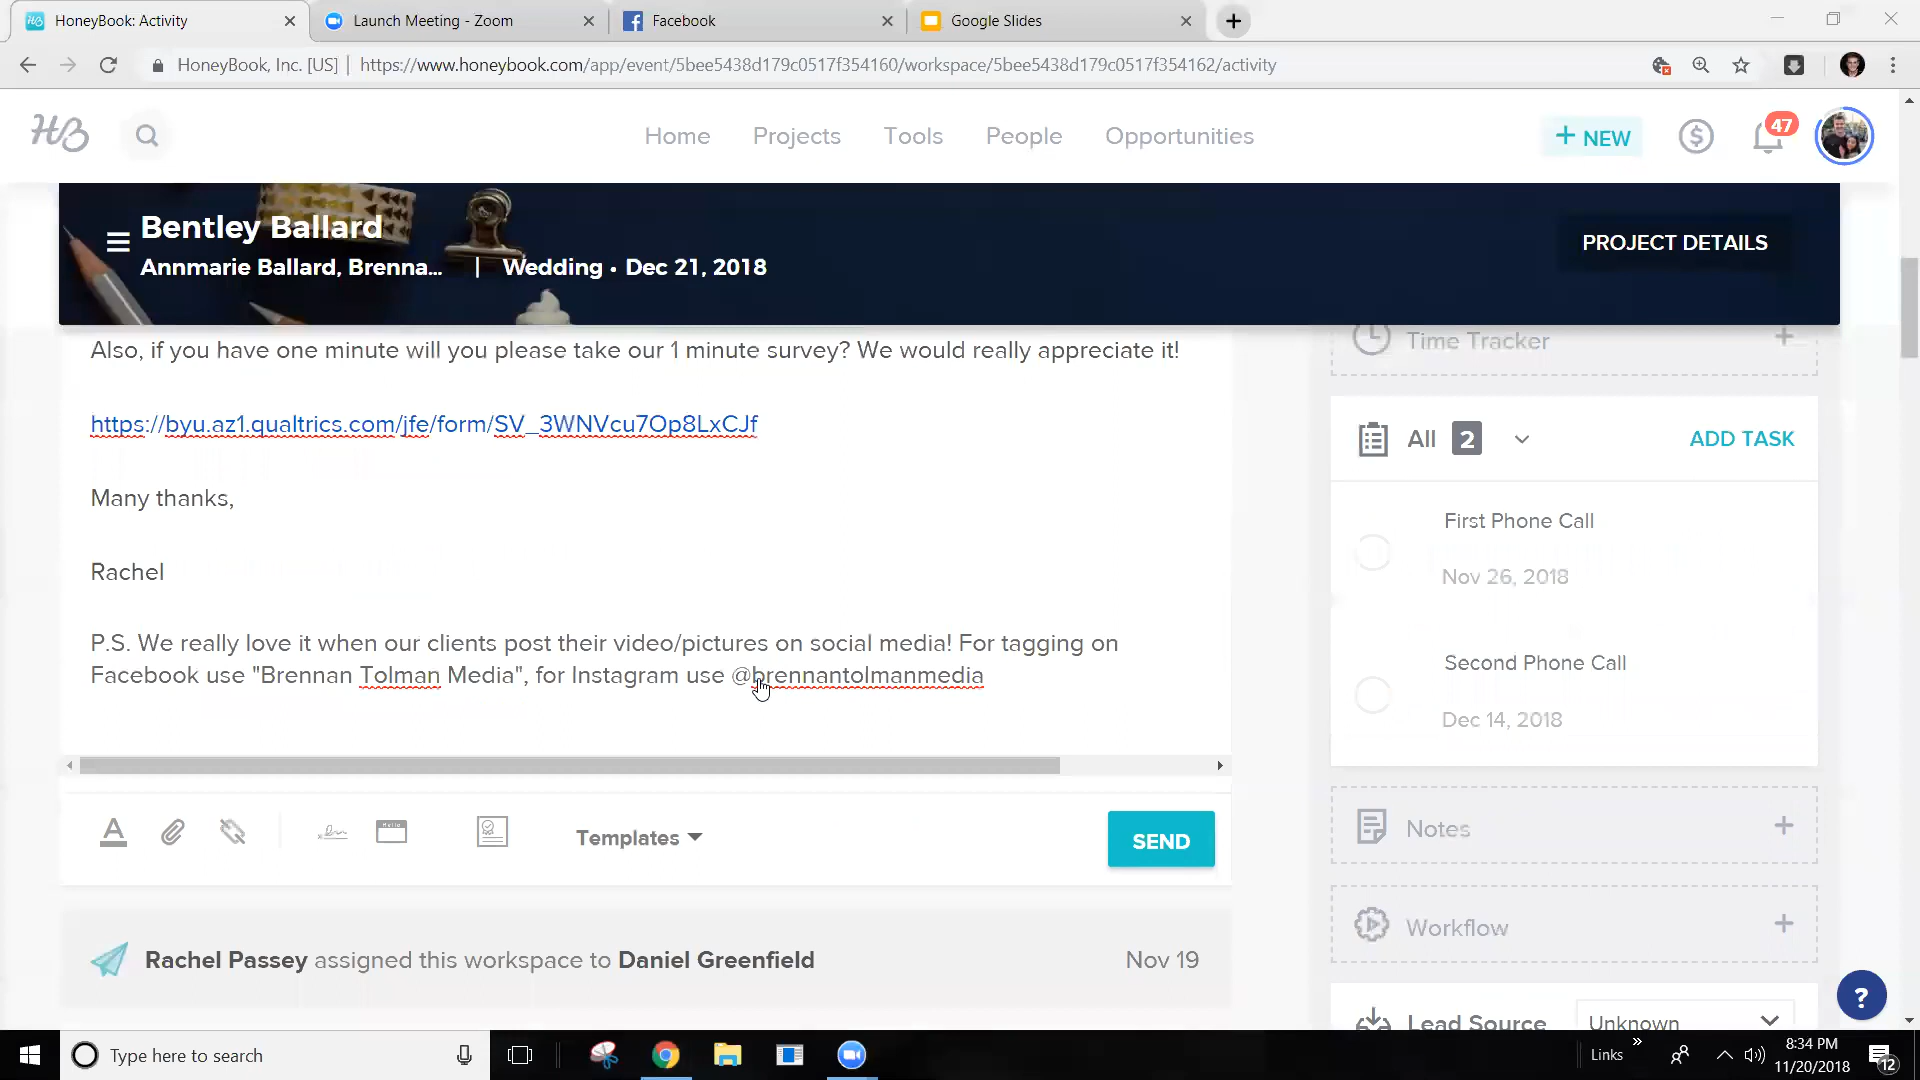 HoneyBook: Activity
Launch Meeting - Zoom
Facebook
Google Slides
HoneyBook, Inc. [US] | https://www.honeybook.com/app/event/5bee5438d179c0517f354160/workspace/5bee5438d179c0517f354162/activity
HB
Home
Projects
Tools
People
Opportunities
+ NEW
47
Bentley Ballard
Annmarie Ballard, Brenna... | Wedding • Dec 21, 2018
PROJECT DETAILS
Also, if you have one minute will you please take our 1 minute survey? We would really appreciate it!
https://byu.az1.qualtrics.com/jfe/form/SV_3WNVcu7Op8LxCJf
Many thanks,
Rachel
P.S. We really love it when our clients post their video/pictures on social media! For tagging on
Facebook use "Brennan Tolman Media", for Instagram use @brennantolmanmedia
Templates
SEND
Rachel Passey assigned this workspace to Daniel Greenfield
Nov 19
Time Tracker
All 2
ADD TASK
First Phone Call
Nov 26, 2018
Second Phone Call
Dec 14, 2018
Notes
Workflow
Lead Source
Unknown
?
Type here to search
Links
8:34 PM
11/20/2018
12